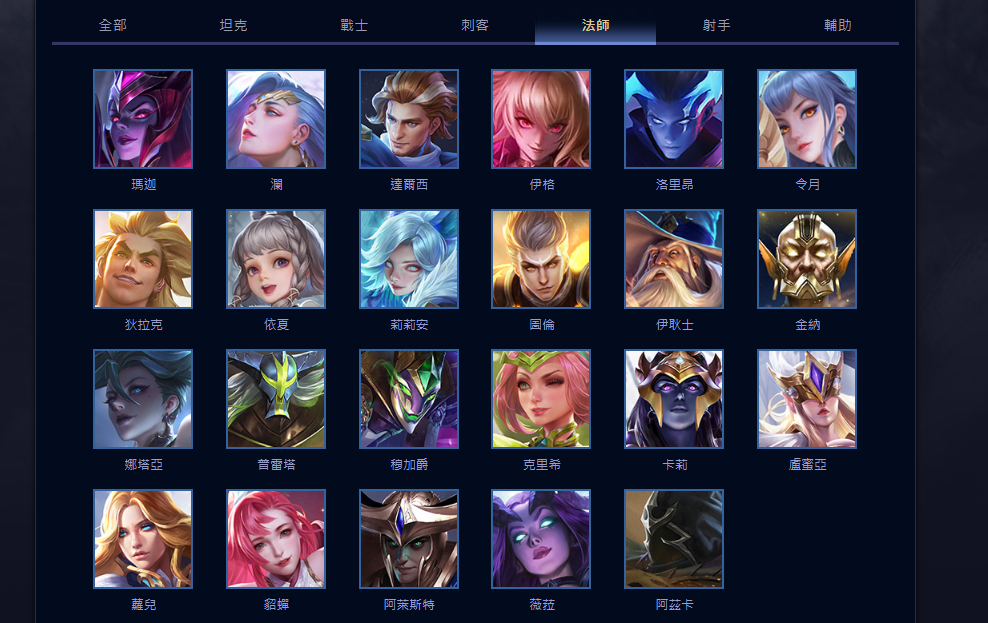 全部 坦克 戰士 刺客 法師 射手 輔助
瑪迦 瀾 達爾西 伊格 洛里昂 令月
狄拉克 依夏 莉莉安 圖倫 伊耿士 金納
娜塔亞 普雷塔 穆加爵 克里希 卡莉 盧蜜亞
蘿兒 貂蟬 阿萊斯特 薇菈 阿茲卡